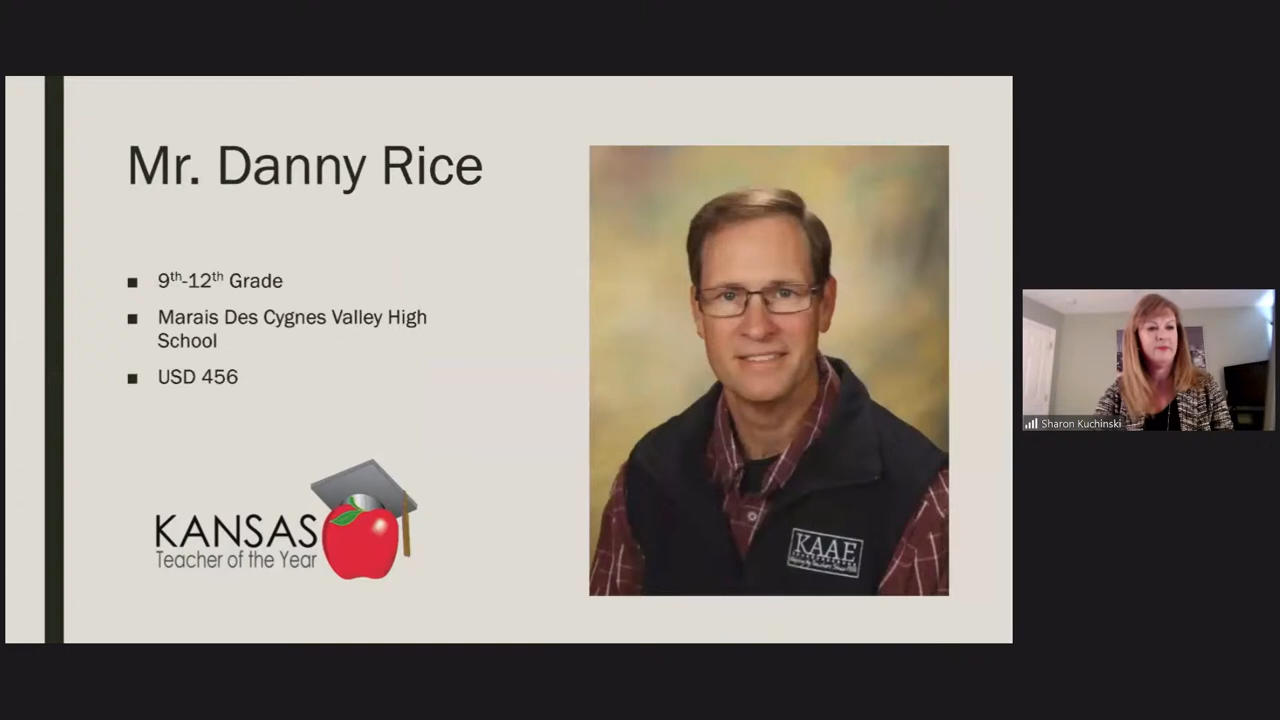 Mr. Danny Rice
■ 9th-12th Grade
■ Marais Des Cygnes Valley High
School
■ USD 456
KANSAS
Teacher of the Year
KAAE
Sharon Kuchinski